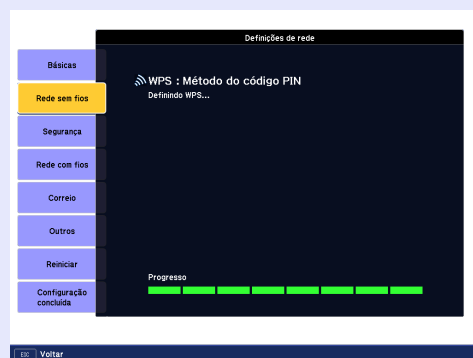 Definições de rede
Básicas
Rede sem fios
Segurança
Rede com fios
Correio
Outros
Reiniciar
Configuração
concluída
WPS : Método do código PIN
Definindo WPS...
Progresso
ESC Voltar